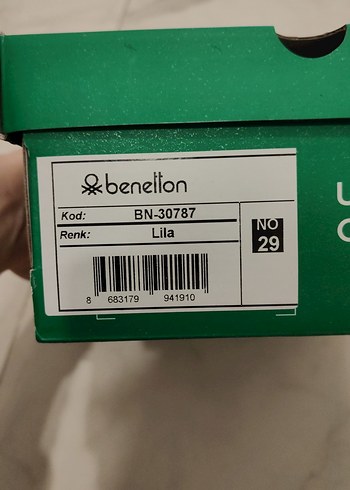 benetton
Kod: BN-30787
Renk: Lila
NO
29
8 683179 941910
U